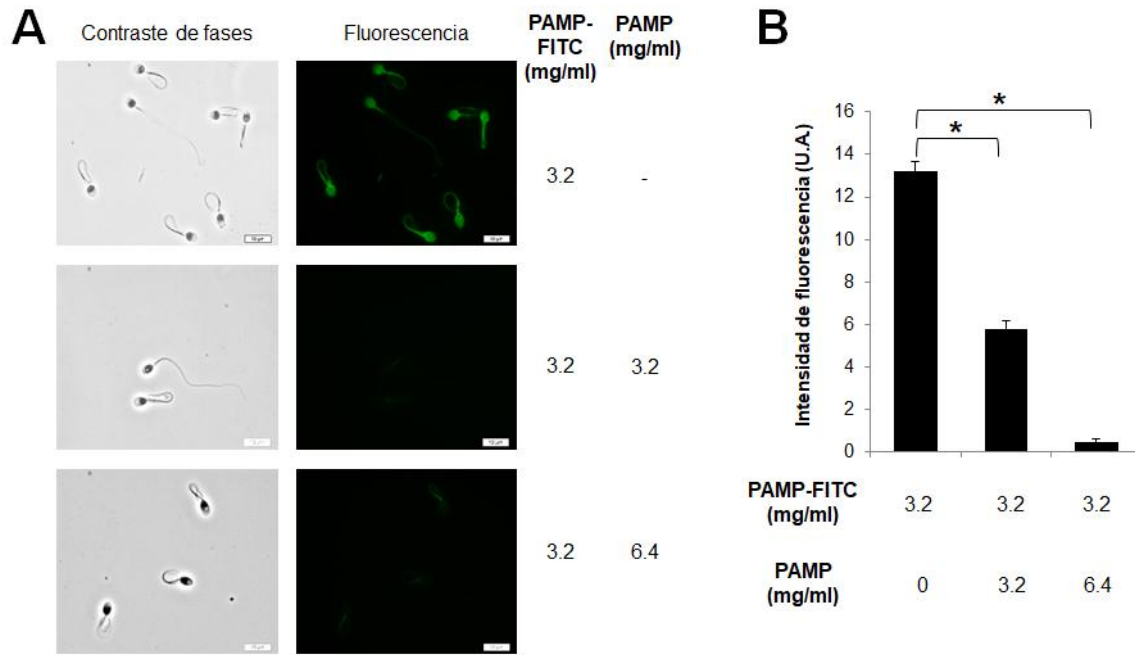 A
Contraste de fases
Fluorescencia
PAMP-
FITC
(mg/ml)
PAMP
(mg/ml)
3.2 -
3.2 3.2
3.2 6.4
B
Intensidad de fluorescencia (U.A.)
16
14
12
10
8
6
4
2
0
*
*
PAMP-FITC
(mg/ml)
3.2 3.2 3.2
PAMP
(mg/ml)
0 3.2 6.4